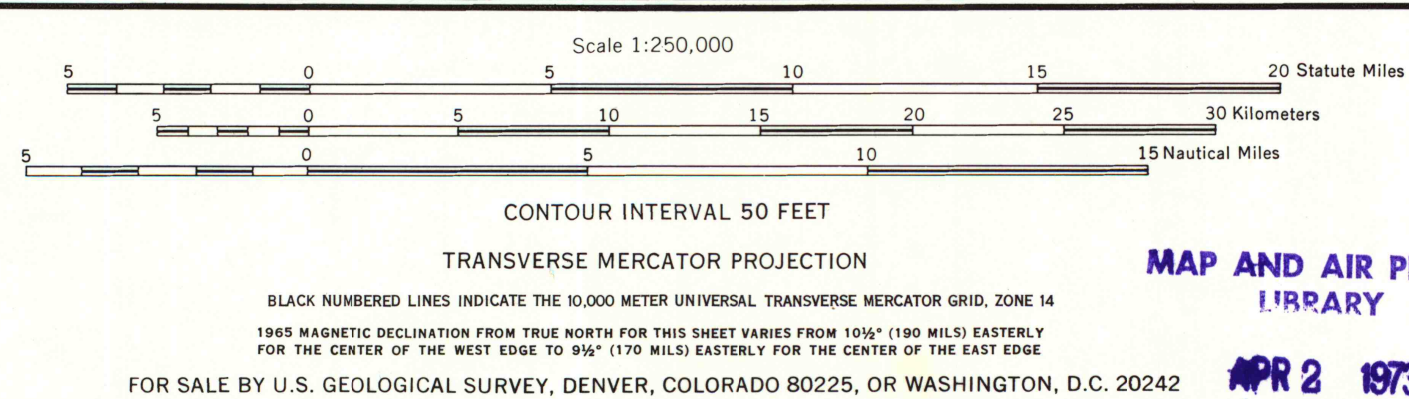 Scale 1:250,000
5 0 5 10 15 20 Statute Miles
5 0 5 10 15 20 25 30 Kilometers
5 0 5 10 15 Nautical Miles
CONTOUR INTERVAL 50 FEET
TRANSVERSE MERCATOR PROJECTION
BLACK NUMBERED LINES INDICATE THE 10,000 METER UNIVERSAL TRANSVERSE MERCATOR GRID, ZONE 14
1965 MAGNETIC DECLINATION FROM TRUE NORTH FOR THIS SHEET VARIES FROM 10½° (190 MILS) EASTERLY
FOR THE CENTER OF THE WEST EDGE TO 9½° (170 MILS) EASTERLY FOR THE CENTER OF THE EAST EDGE
FOR SALE BY U.S. GEOLOGICAL SURVEY, DENVER, COLORADO 80225, OR WASHINGTON, D.C. 20242
MAP AND AIR
LIBRARY
APR 2 1973